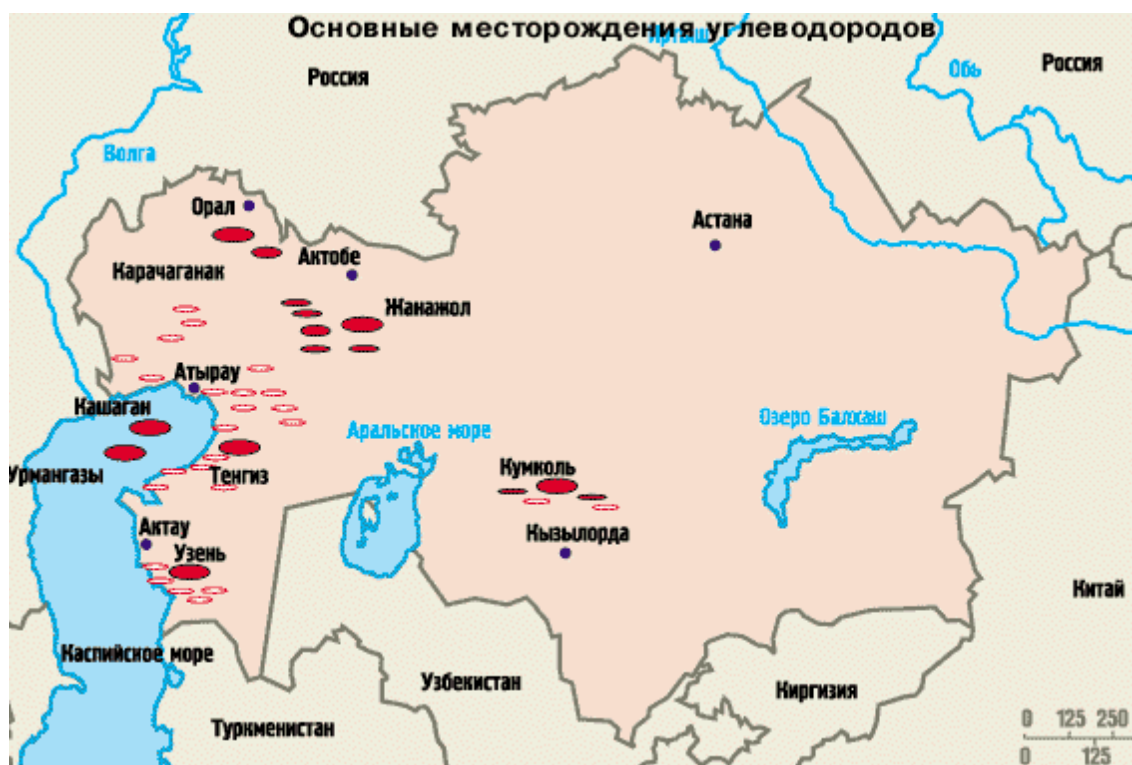 Основные месторождения углеводородов
Иртыш
Россия
Обь
Россия
Волга
Орал
Астана
Актобе
Карачаганак
Жанажол
Атырау
Кашаган
Озеро Балхаш
Аральское море
Урмангазы
Тенгиз
Кумколь
Актау
Узень
Кызылорда
Китай
Каспийское море
Узбекистан
Киргизия
Туркменистан
0 125 250
0 125